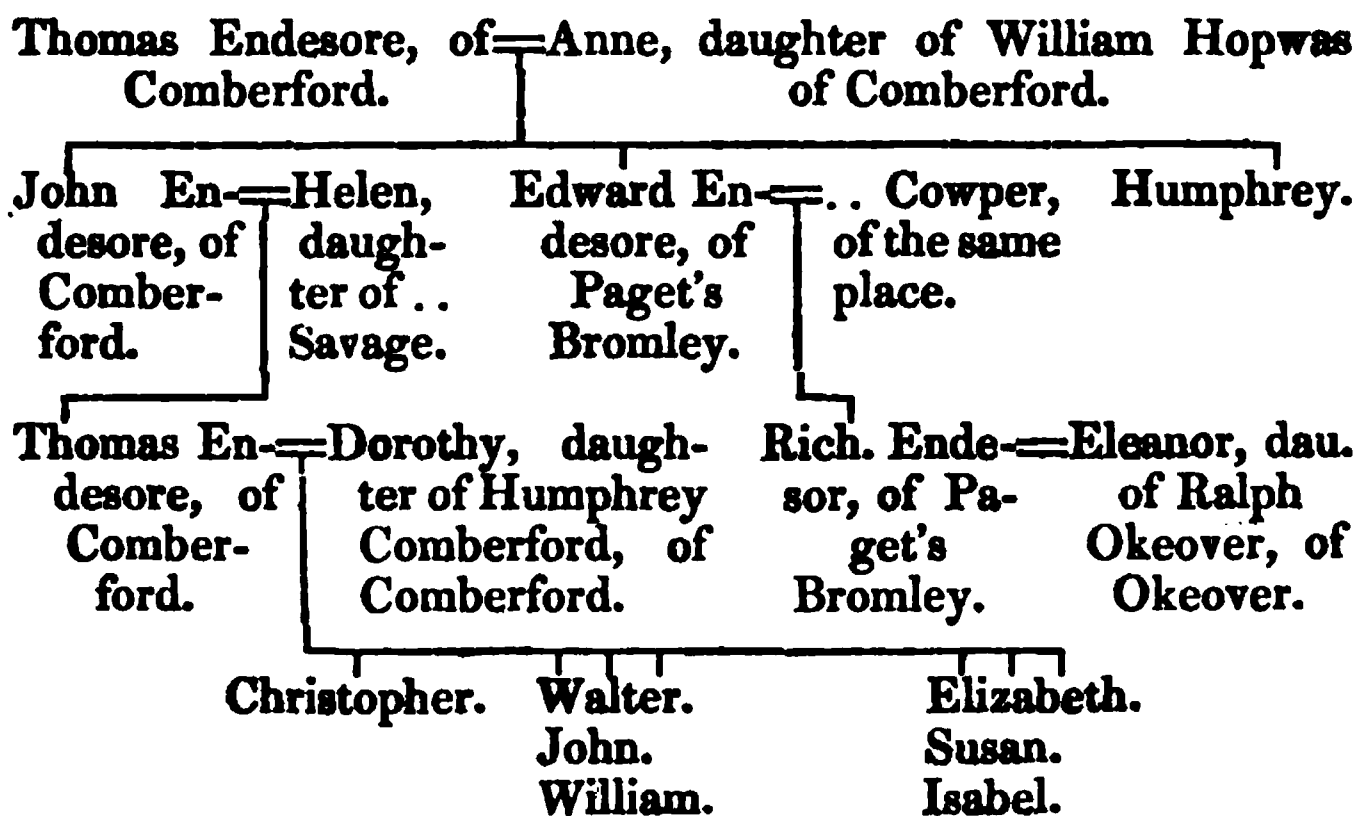 Thomas Endesore, of Anne, daughter of William Hopwas
Comberford. of Comberford.
John En- Helen, Edward En- .. Cowper, Humphrey.
desore, of daugh- desore, of of the same
Comber- ter of .. Paget's place.
ford. Savage. Bromley.
Thomas En- Dorothy, daugh- Rich. Ende- Eleanor, dau.
desore, of ter of Humphrey sor, of Pa- of Ralph
Comber- Comberford, of get's Okeover, of
ford. Comberford. Bromley. Okeover.
Christopher. Walter. Elizabeth.
John. Susan.
William. Isabel.